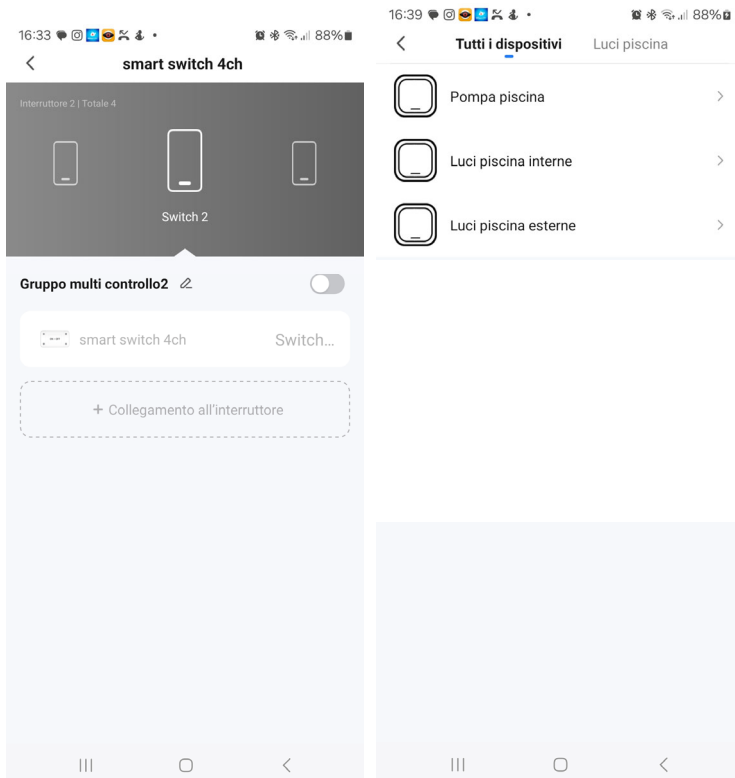 16:33
88%
smart switch 4ch
Interruttore 2 | Totale 4
Switch 2
Gruppo multi controllo2
smart switch 4ch
Switch...
+ Collegamento all'interruttore
16:39
88%
Tutti i dispositivi
Luci piscina
Pompa piscina
Luci piscina interne
Luci piscina esterne